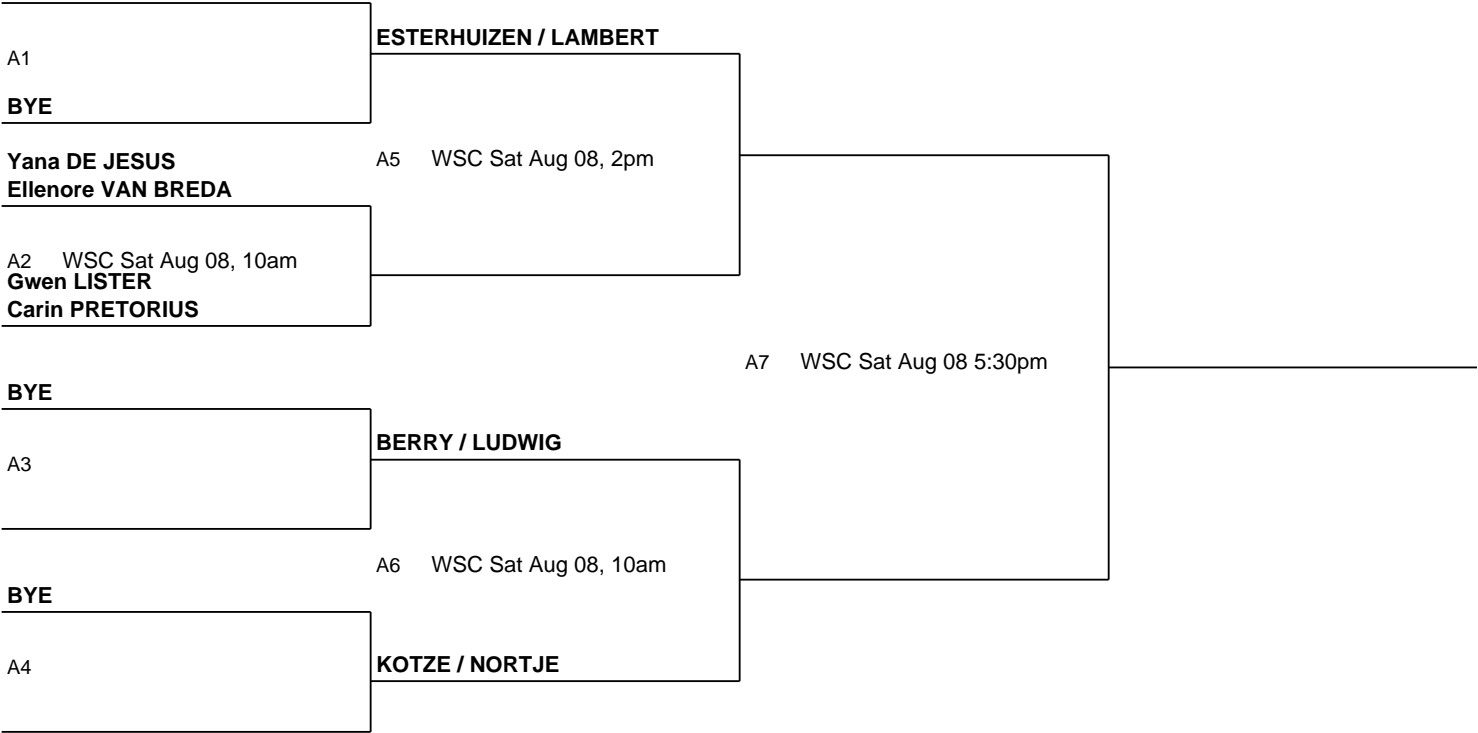 ESTERHUIZEN / LAMBERT
A1
BYE
Yana DE JESUS
Ellenore VAN BREDA
A5 WSC Sat Aug 08, 2pm
A2 WSC Sat Aug 08, 10am
Gwen LISTER
Carin PRETORIUS
A7 WSC Sat Aug 08 5:30pm
BYE
BERRY / LUDWIG
A3
A6 WSC Sat Aug 08, 10am
BYE
A4
KOTZE / NORTJE